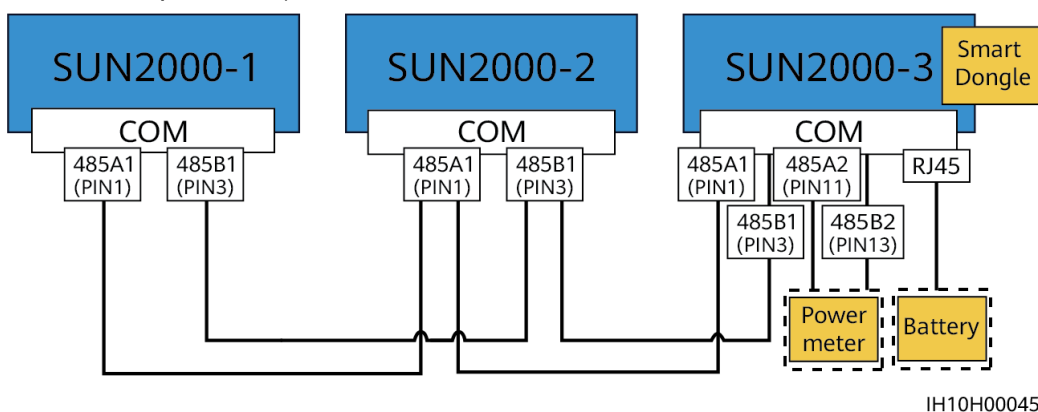 SUN2000-1
SUN2000-2
SUN2000-3
Smart
Dongle
COM
COM
COM
485A1
(PIN1)
485B1
(PIN3)
485A1
(PIN1)
485B1
(PIN3)
485A1
(PIN1)
485A2
(PIN11)
RJ45
485B1
(PIN3)
485B2
(PIN13)
Power
meter
Battery
IH10H00045